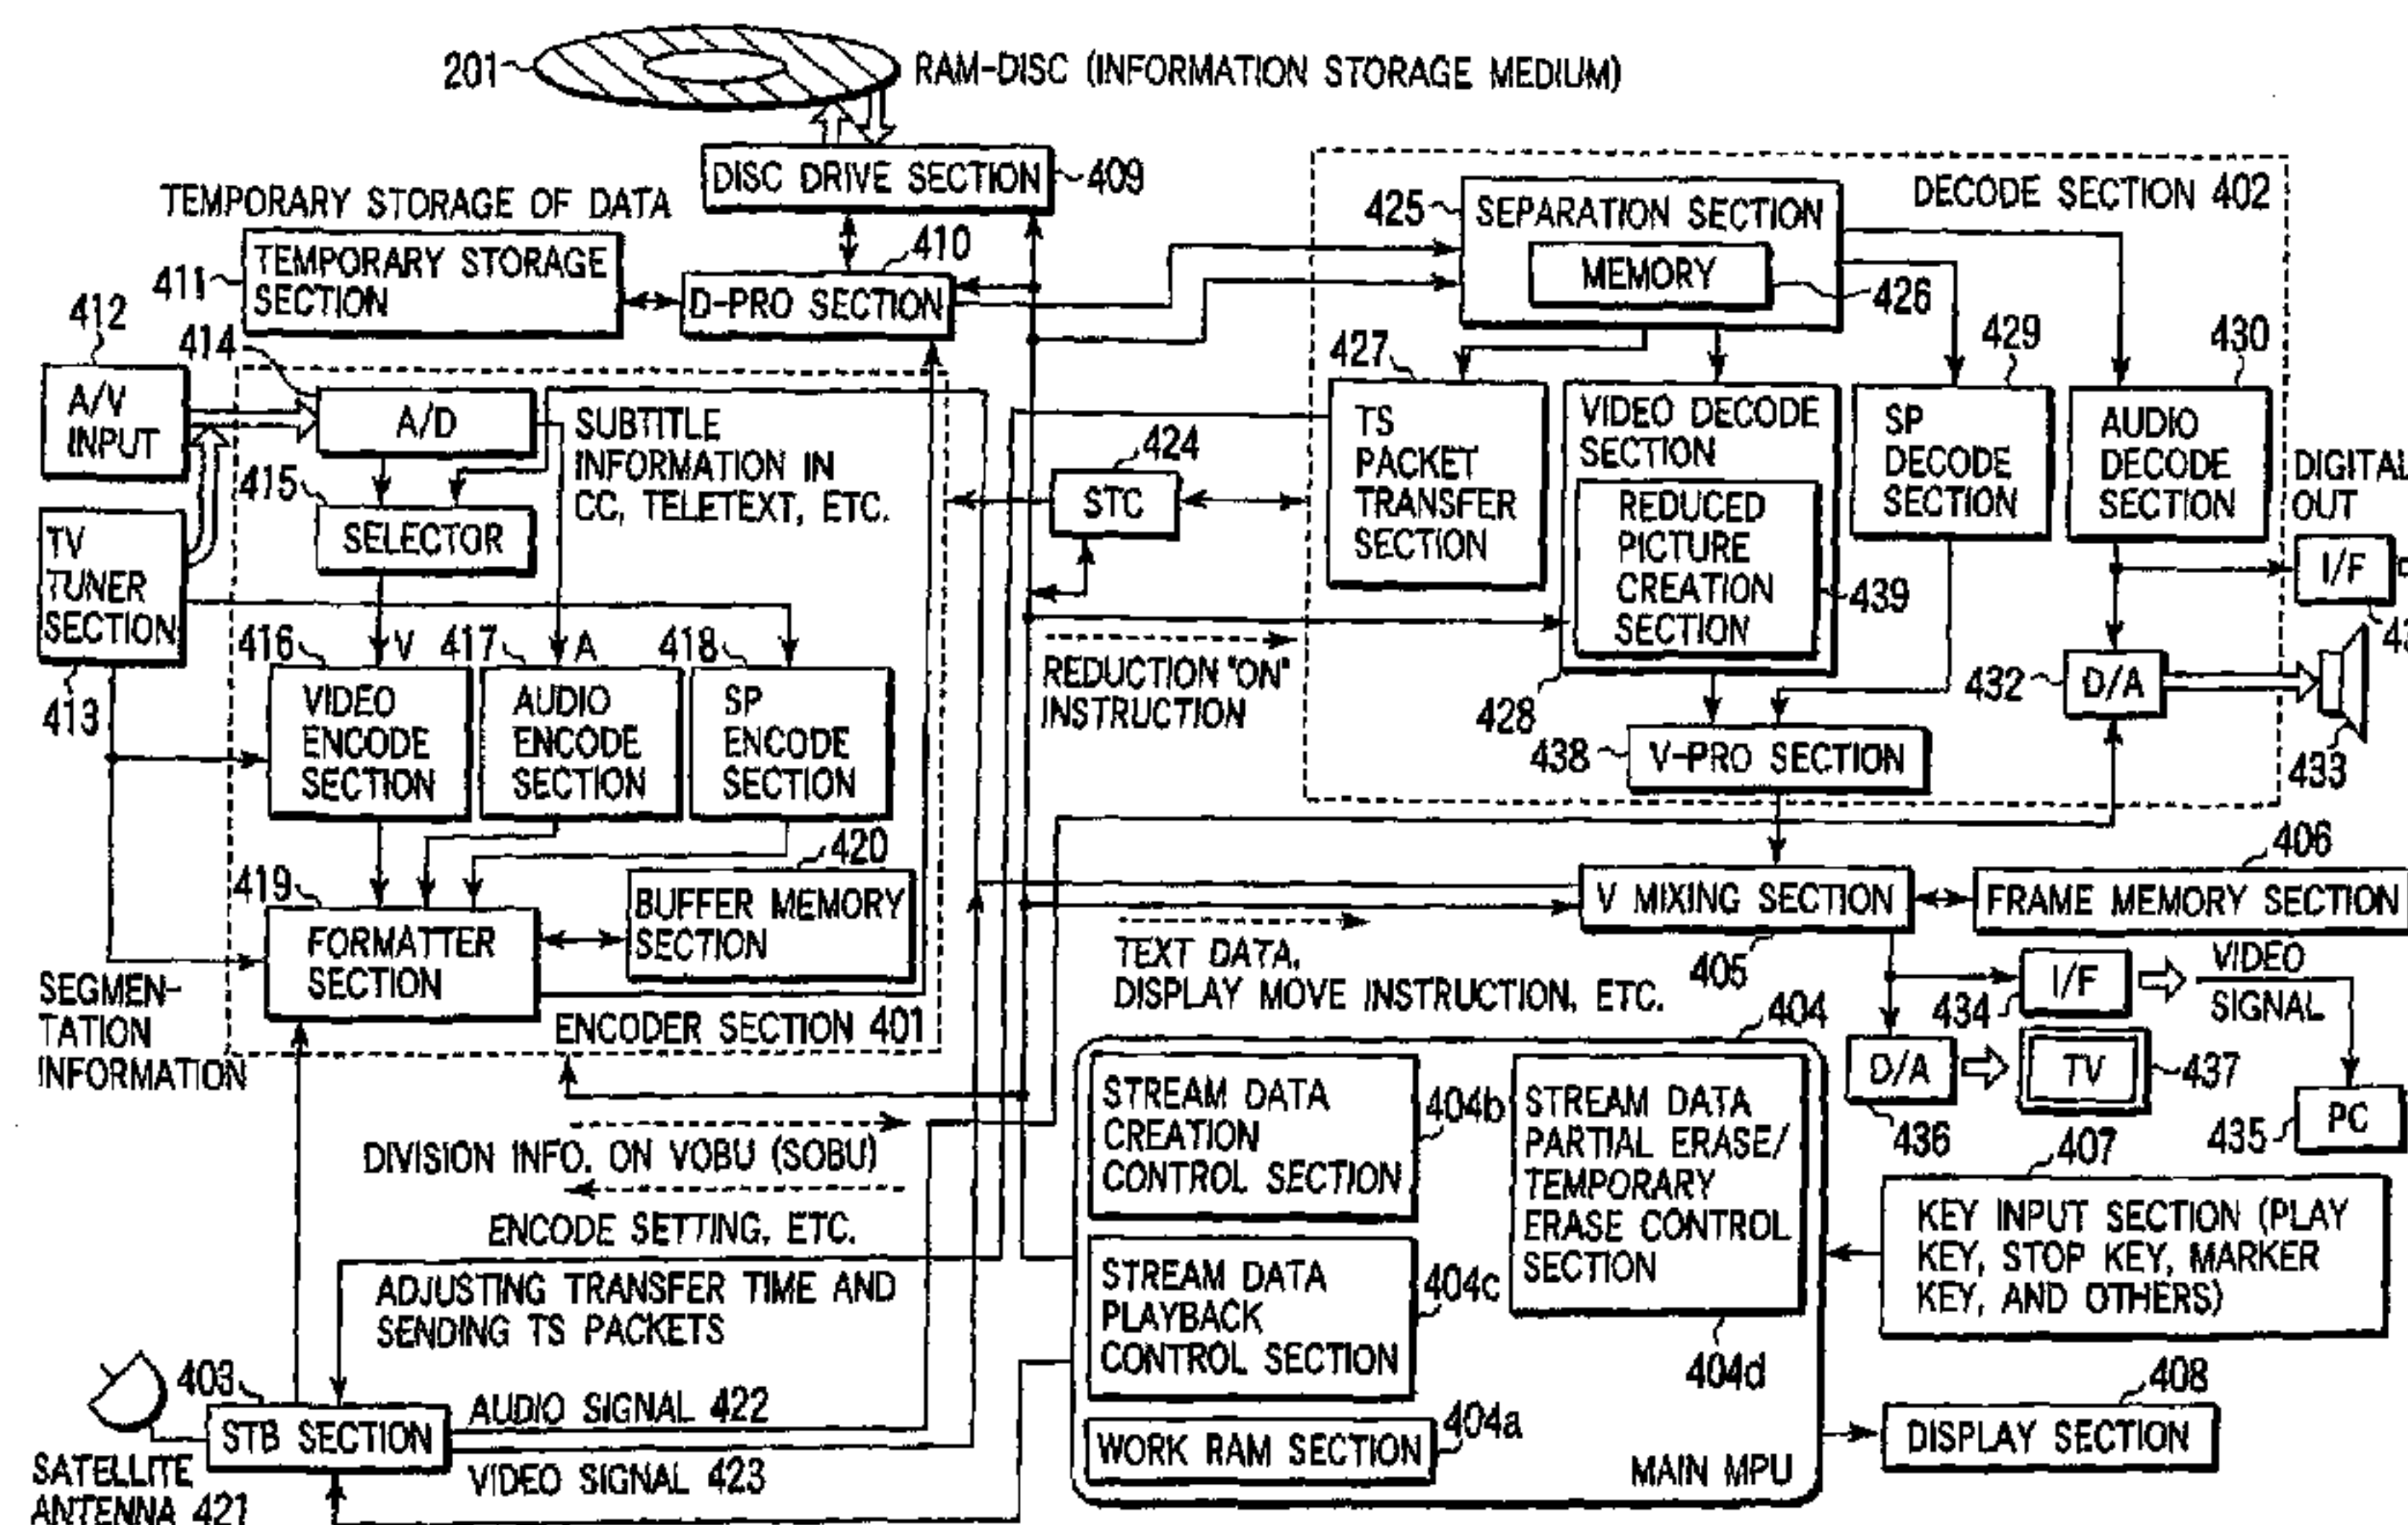 201
RAM-DISC (INFORMATION STORAGE MEDIUM)
DISC DRIVE SECTION
409
TEMPORARY STORAGE OF DATA
TEMPORARY STORAGE
SECTION
411
410
D-PRO SECTION
DECODE SECTION 402
425
SEPARATION SECTION
MEMORY
426
412
A/V
INPUT
414
A/D
SUBTITLE
INFORMATION IN
CC, TELETEXT, ETC.
415
SELECTOR
TV
TUNER
SECTION
413
424
STC
427
TS
PACKET
TRANSFER
SECTION
VIDEO DECODE
SECTION
REDUCED
PICTURE
CREATION
SECTION
439
428
429
SP
DECODE
SECTION
430
AUDIO
DECODE
SECTION
DIGITAL
OUT
I/F
432
D/A
433
REDUCTION "ON"
INSTRUCTION
438
V-PRO SECTION
416
V
417
A
418
VIDEO
ENCODE
SECTION
AUDIO
ENCODE
SECTION
SP
ENCODE
SECTION
419
FORMATTER
SECTION
420
BUFFER MEMORY
SECTION
SEGMEN-
TATION
INFORMATION
ENCODER SECTION 401
V MIXING SECTION
405
406
FRAME MEMORY SECTION
TEXT DATA,
DISPLAY MOVE INSTRUCTION, ETC.
434
I/F
VIDEO
SIGNAL
D/A
436
TV
437
435
PC
DIVISION INFO. ON VOBU (SOBU)
ENCODE SETTING, ETC.
ADJUSTING TRANSFER TIME AND
SENDING TS PACKETS
404
STREAM DATA
CREATION
CONTROL SECTION
404b
STREAM DATA
PLAYBACK
CONTROL SECTION
404c
STREAM DATA
PARTIAL ERASE/
TEMPORARY
ERASE CONTROL
SECTION
404d
WORK RAM SECTION
404a
MAIN MPU
407
KEY INPUT SECTION (PLAY
KEY, STOP KEY, MARKER
KEY, AND OTHERS)
408
DISPLAY SECTION
403
STB SECTION
AUDIO SIGNAL 422
VIDEO SIGNAL 423
SATELLITE
ANTENNA 421